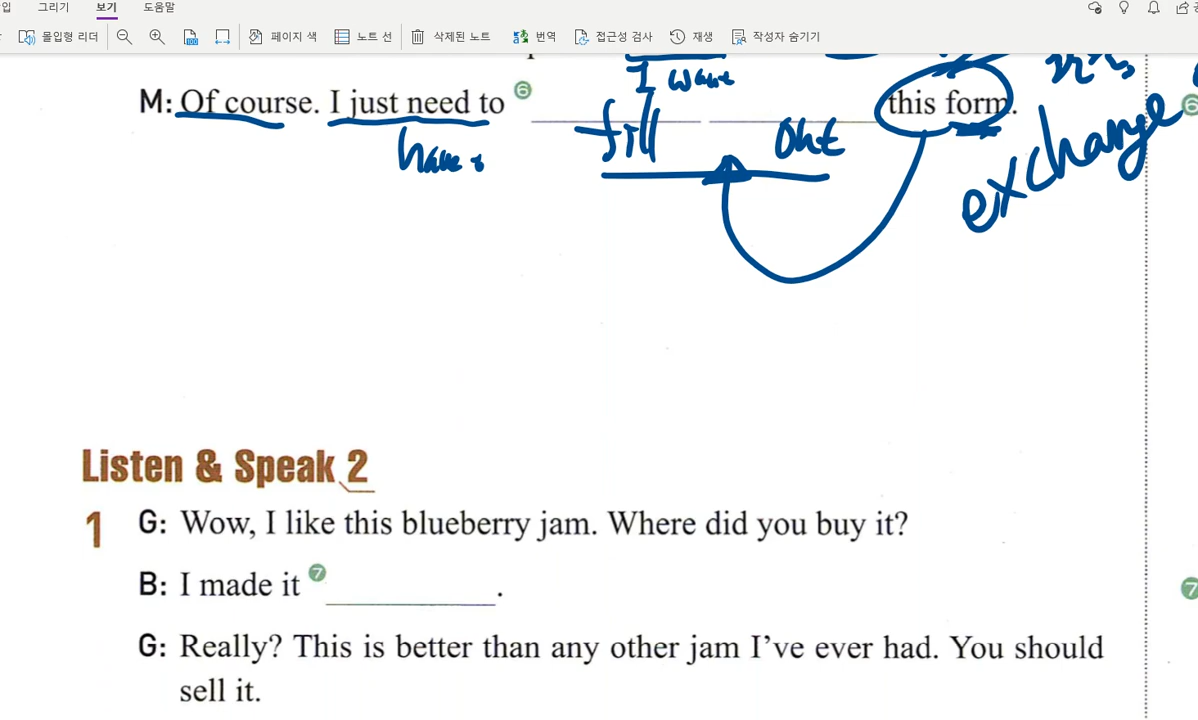 입 그리기 보기 도움말
몰입형 리더 페이지 색 노트 선 삭제된 노트 번역 접근성 검사 재생 작성자 숨기기
I want
M: Of course. I just need to ⑥ this form. ⑥
fill out
have
exchange
Listen & Speak 2
1 G: Wow, I like this blueberry jam. Where did you buy it?
B: I made it ⑦ . ⑦
G: Really? This is better than any other jam I've ever had. You should
sell it.